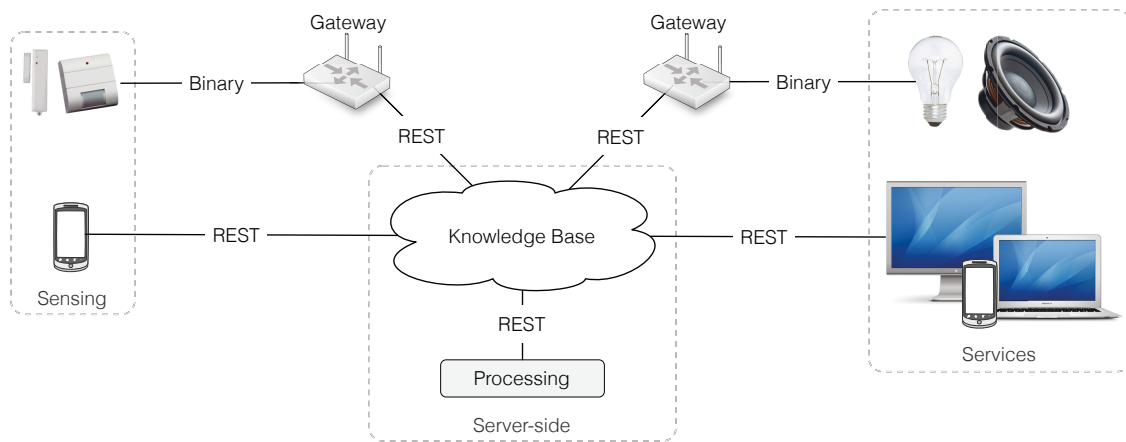 Gateway
Gateway
Binary
Binary
REST
REST
REST
Knowledge Base
REST
Sensing
REST
Services
Processing
Server-side